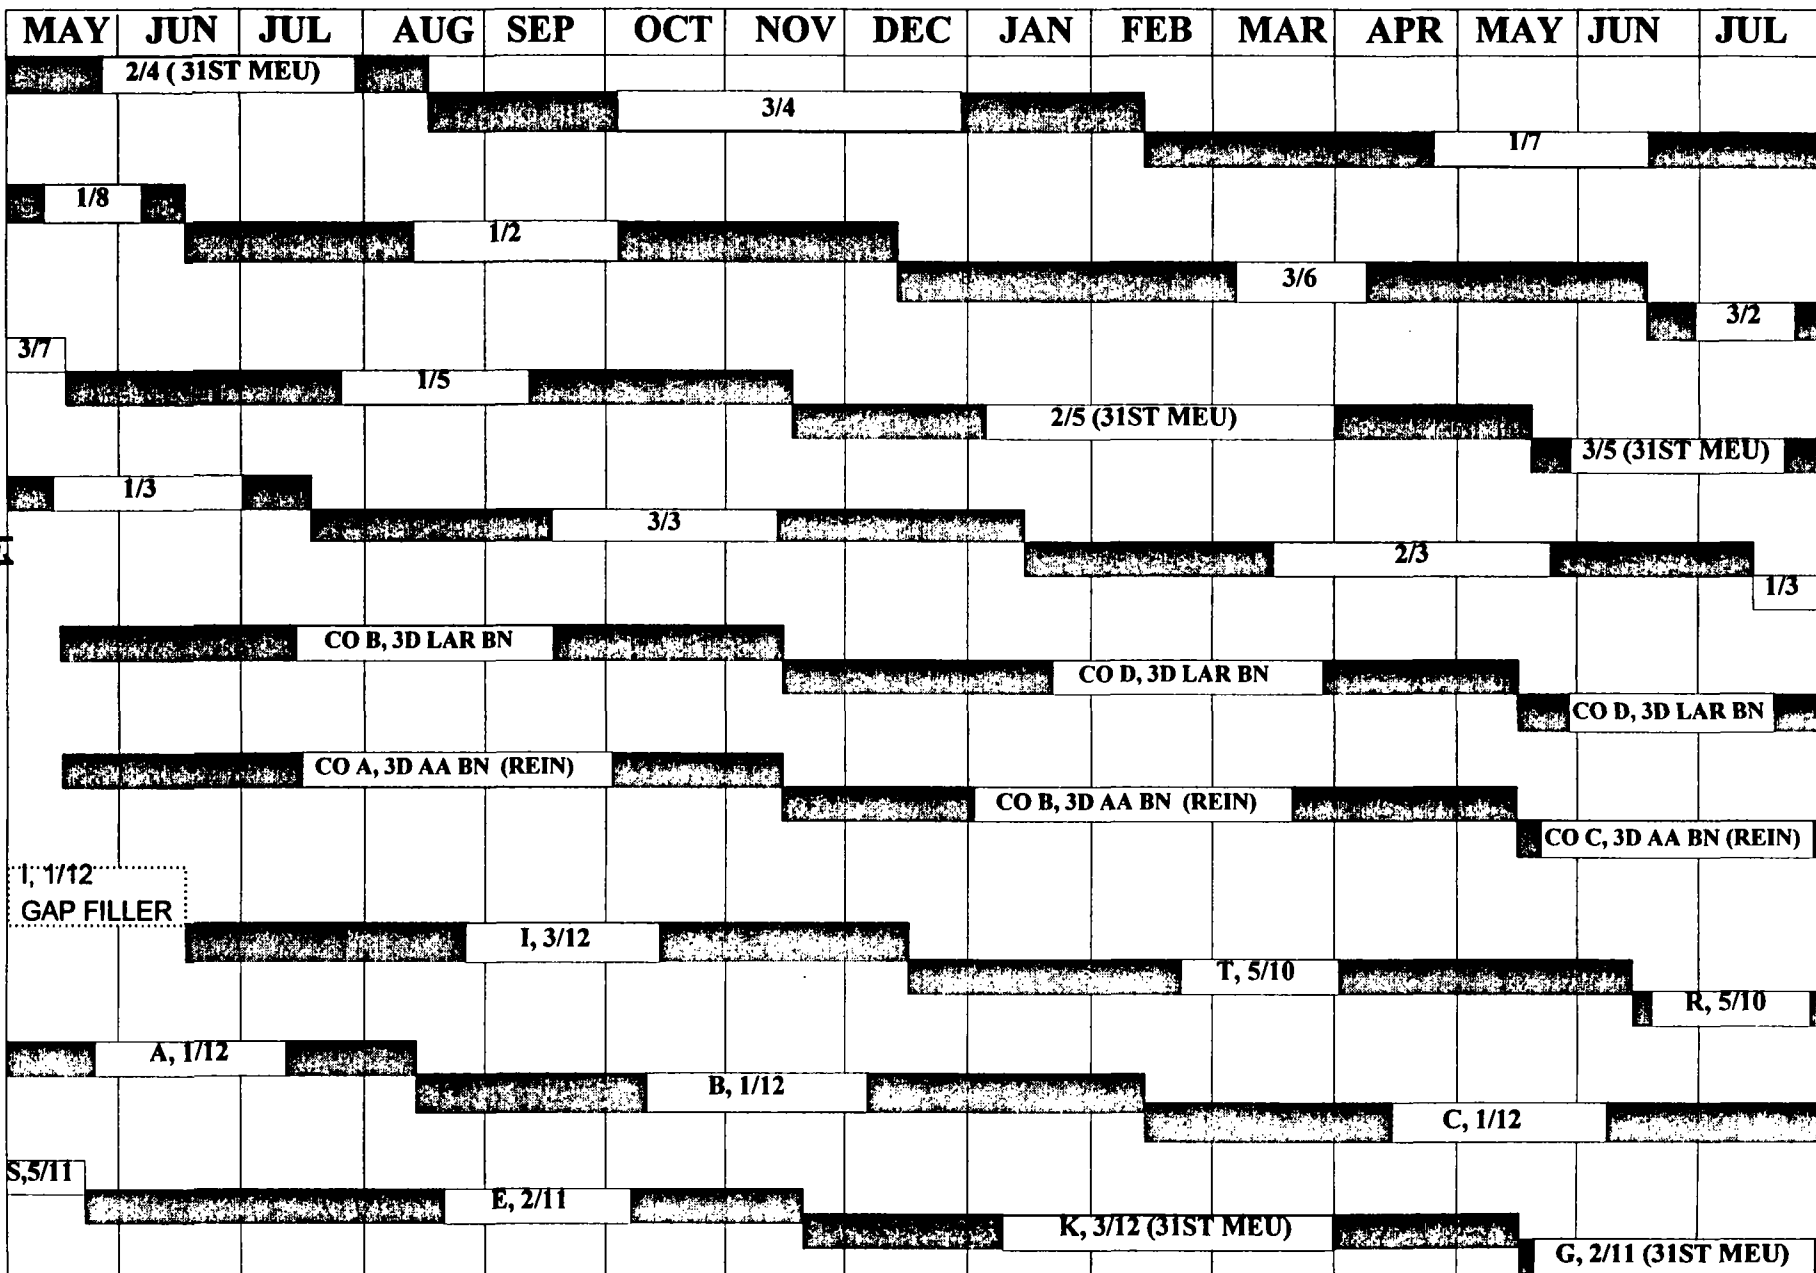 MAY JUN JUL AUG SEP OCT NOV DEC JAN FEB MAR APR MAY JUN JUL
2/4 ( 31ST MEU)
3/4
1/7
1/8
1/2
3/6
3/2
3/7
1/5
2/5 (31ST MEU)
3/5 (31ST MEU)
1/3
3/3
2/3
1/3
CO B, 3D LAR BN
CO D, 3D LAR BN
CO D, 3D LAR BN
CO A, 3D AA BN (REIN)
CO B, 3D AA BN (REIN)
CO C, 3D AA BN (REIN)
I, 1/12
GAP FILLER
I, 3/12
T, 5/10
R, 5/10
A, 1/12
B, 1/12
C, 1/12
S,5/11
E, 2/11
K, 3/12 (31ST MEU)
G, 2/11 (31ST MEU)